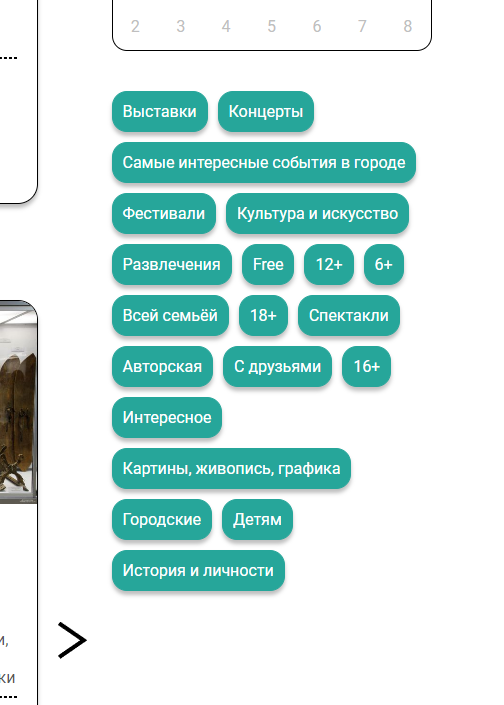 2 3 4 5 6 7 8
Выставки Концерты
Самые интересные события в городе
Фестивали Культура и искусство
Развлечения Free 12+ 6+
Всей семьёй 18+ Спектакли
Авторская С друзьями 16+
Интересное
Картины, живопись, графика
Городские Детям
История и личности